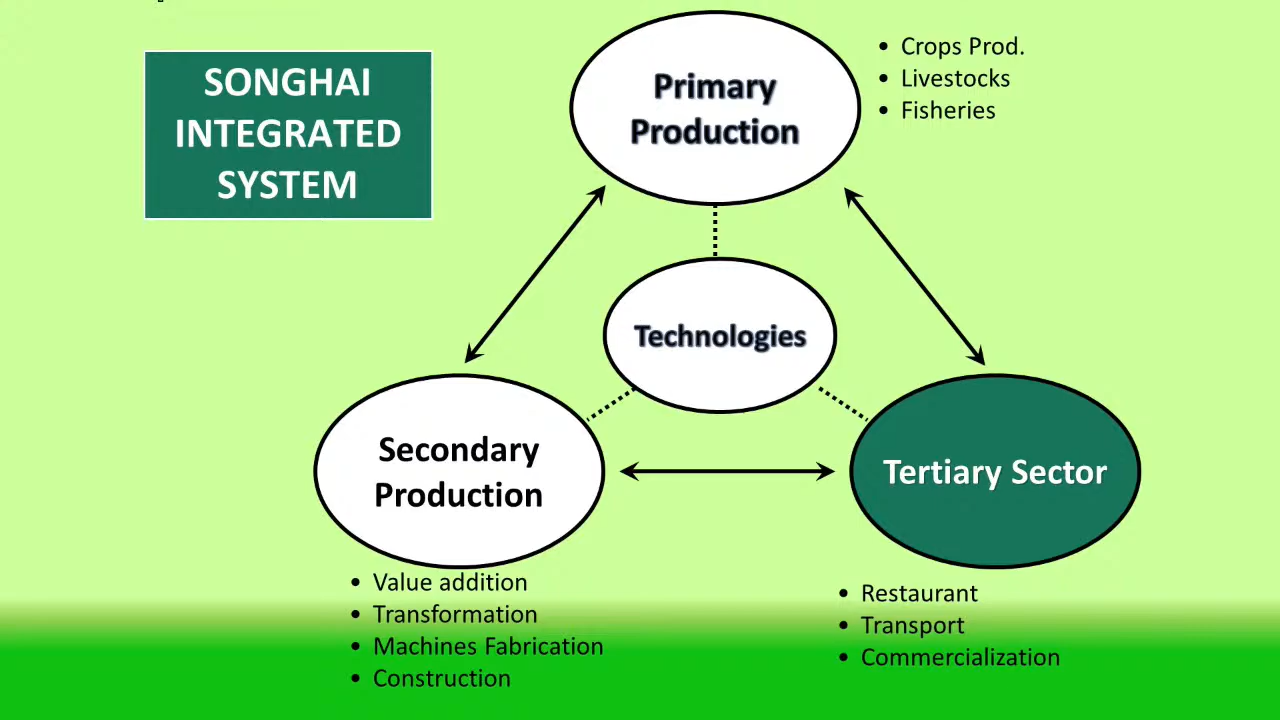 SONGHAI
INTEGRATED
SYSTEM
Primary
Production
• Crops Prod.
• Livestocks
• Fisheries
Technologies
Secondary
Production
Tertiary Sector
• Value addition
• Transformation
• Machines Fabrication
• Construction
• Restaurant
• Transport
• Commercialization